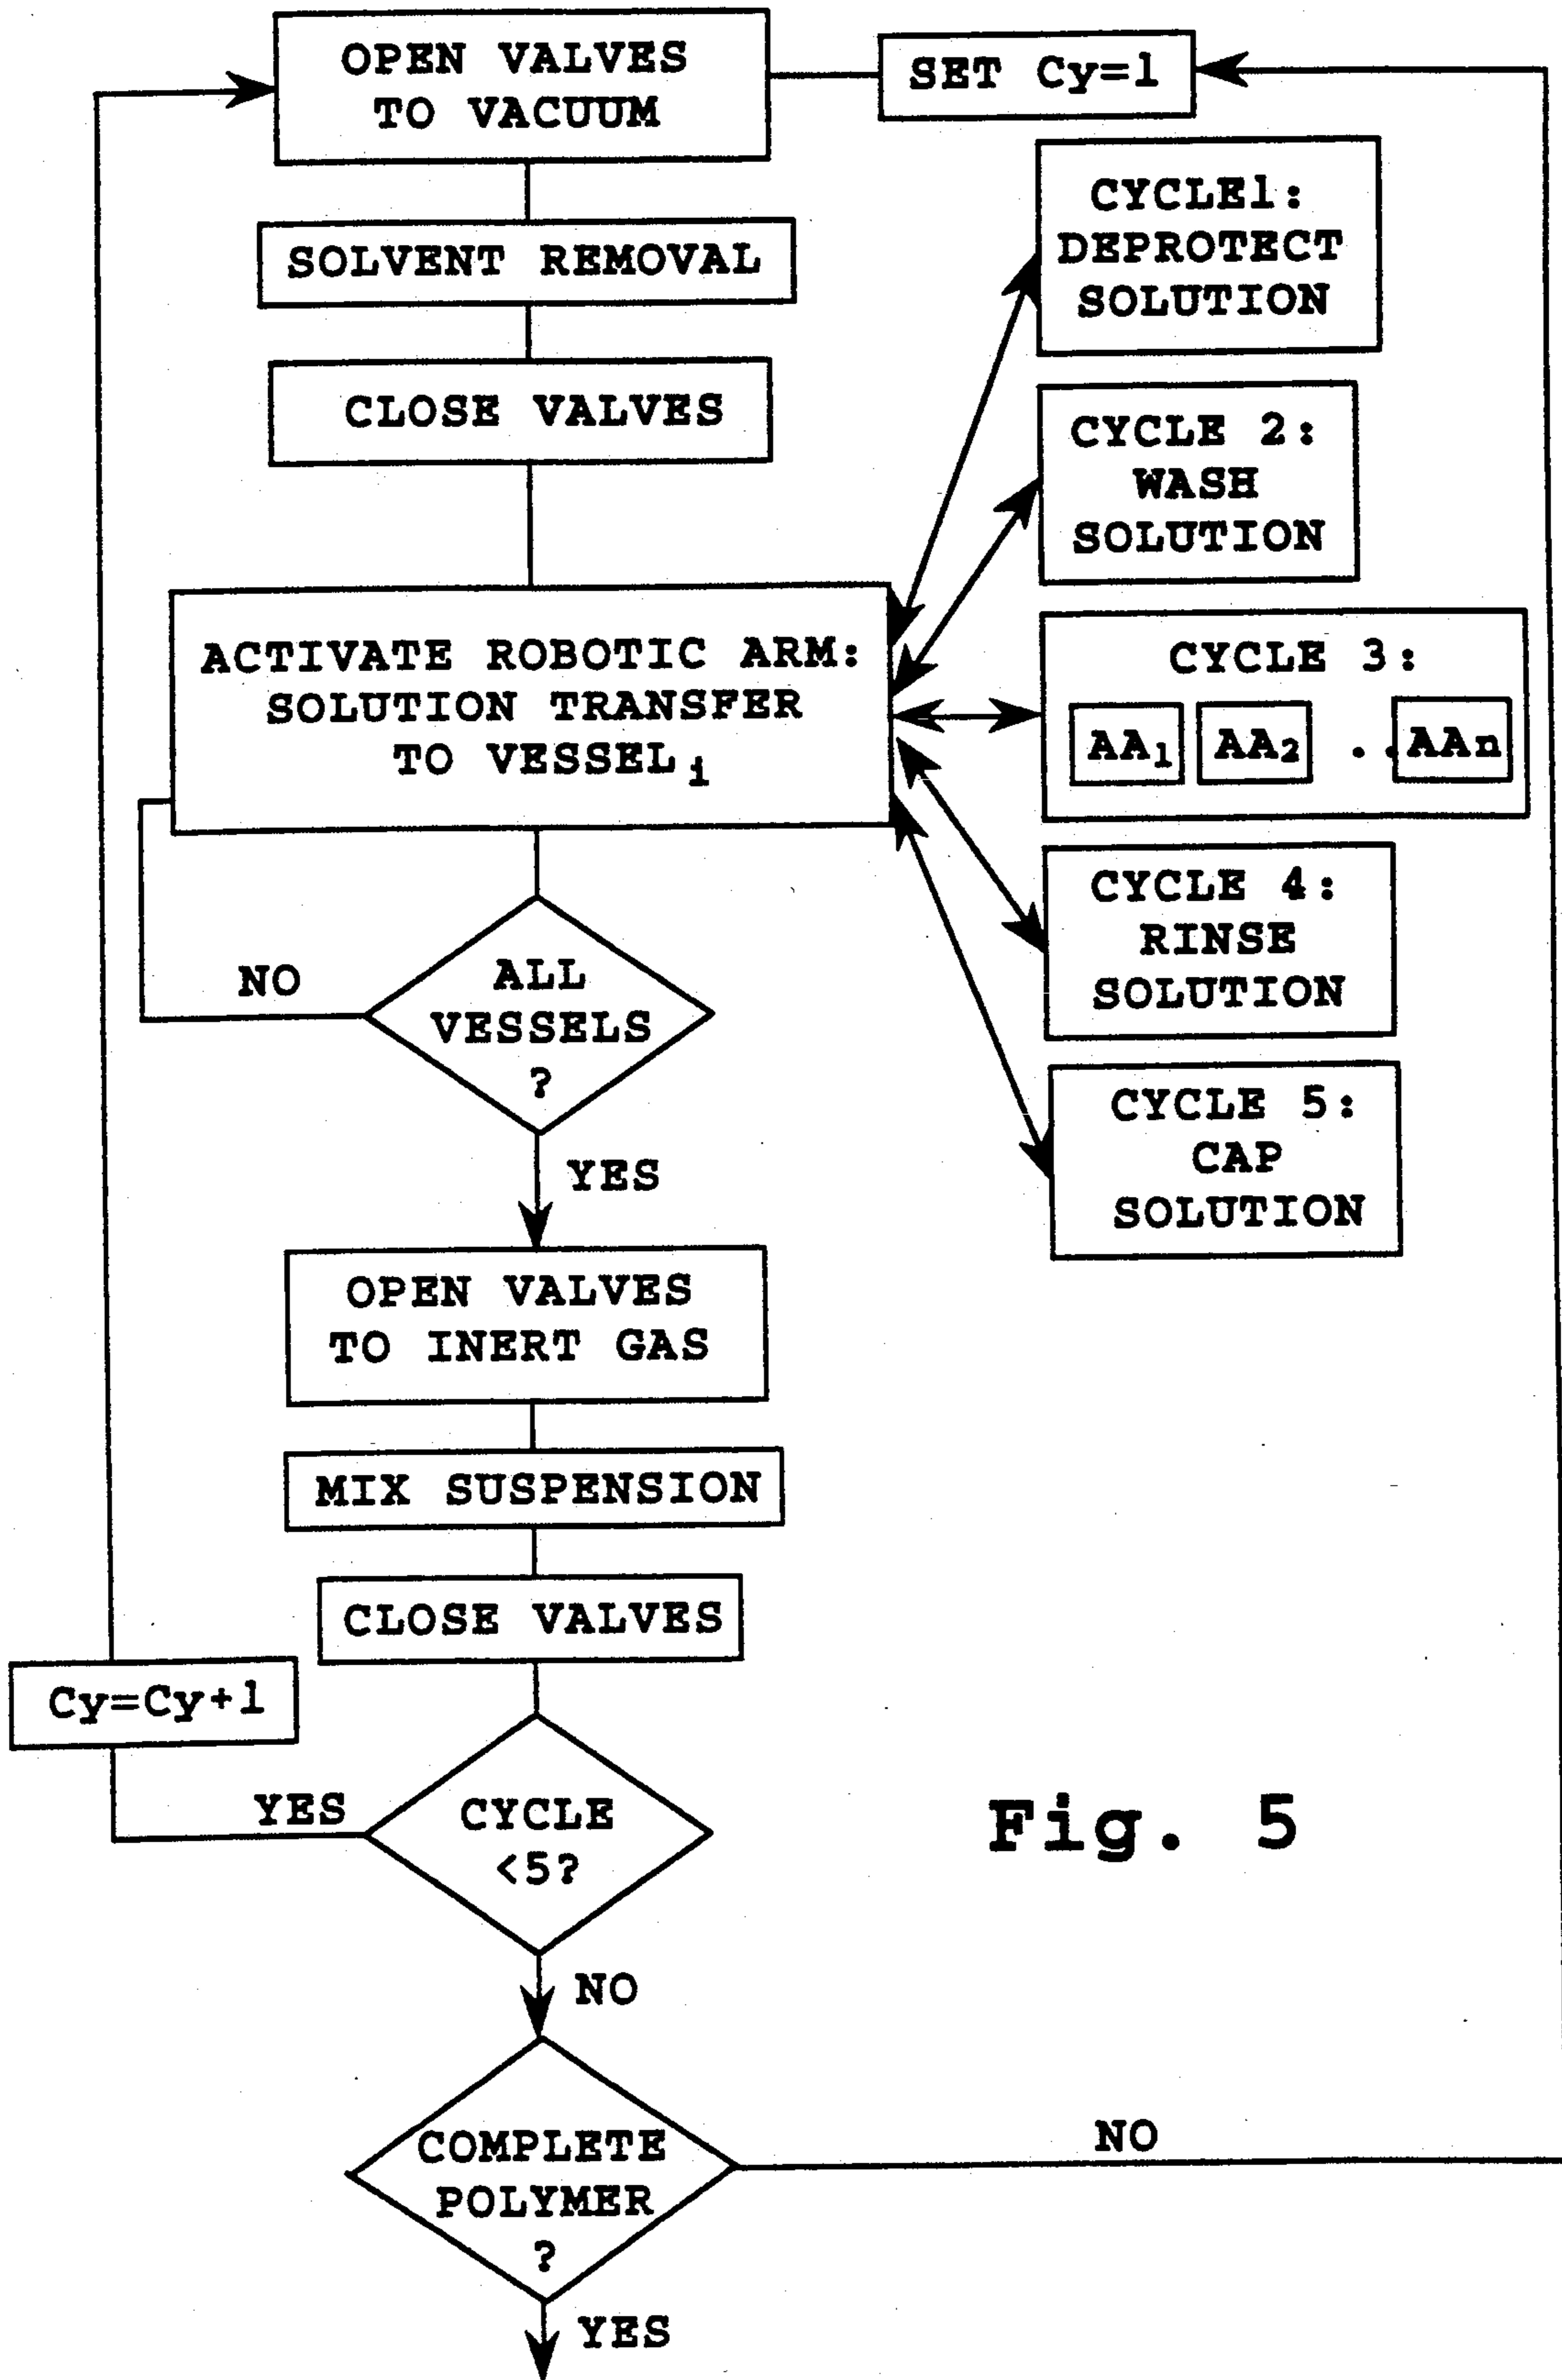 OPEN VALVES
TO VACUUM
SET Cy=1
SOLVENT REMOVAL
CLOSE VALVES
ACTIVATE ROBOTIC ARM:
SOLUTION TRANSFER
TO VESSELi
CYCLE1:
DEPROTECT
SOLUTION
CYCLE 2:
WASH
SOLUTION
CYCLE 3:
AA1 AA2 ..AAn
CYCLE 4:
RINSE
SOLUTION
CYCLE 5:
CAP
SOLUTION
ALL
VESSELS
?
NO
YES
OPEN VALVES
TO INERT GAS
MIX SUSPENSION
CLOSE VALVES
Cy=Cy+1
CYCLE
<5?
YES
NO
COMPLETE
POLYMER
?
NO
YES
Fig. 5